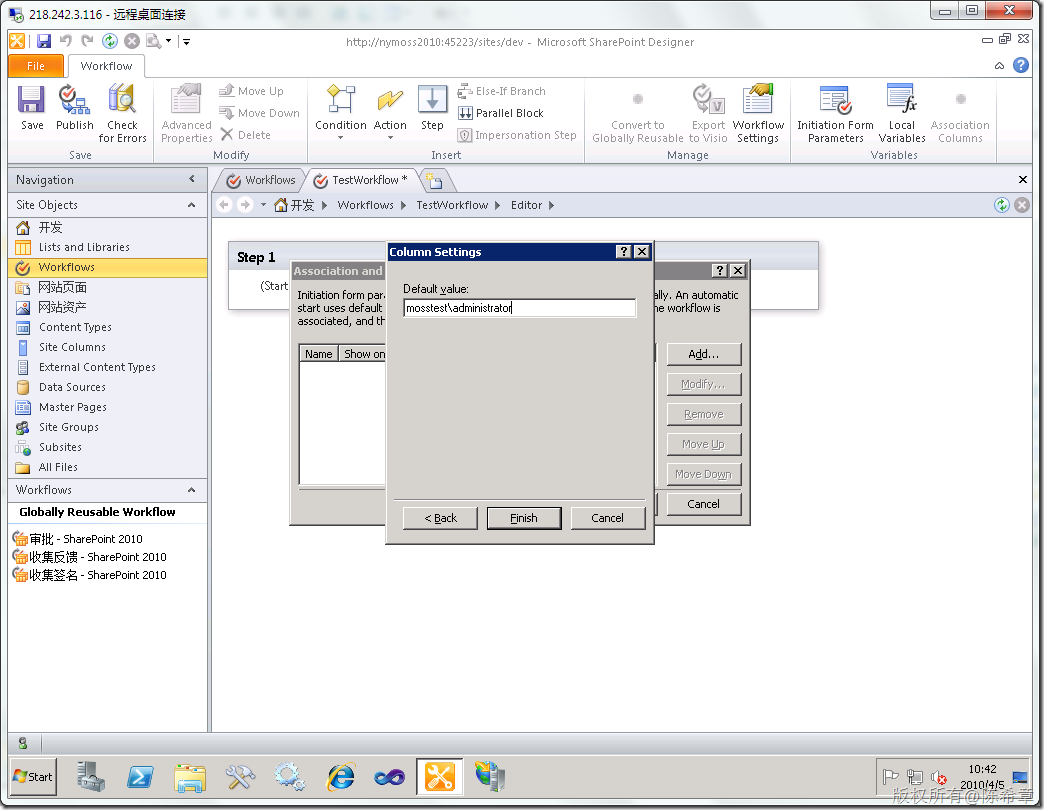 218.242.3.116 - 远程桌面连接
http://nymoss2010:45223/sites/dev - Microsoft SharePoint Designer
File Workflow
Save Publish Check for Errors
Save
Advanced Properties
Move Up
Move Down
Delete
Modify
Condition Action Step
Else-If Branch
Parallel Block
Impersonation Step
Insert
Convert to Globally Reusable
Export to Visio
Workflow Settings
Manage
Initiation Form Parameters
Local Variables
Association Columns
Variables
Navigation
Workflows TestWorkflow *
Site Objects
开发 Workflows TestWorkflow Editor
开发
Lists and Libraries
Workflows
网站页面
网站资产
Content Types
Site Columns
External Content Types
Data Sources
Master Pages
Site Groups
Subsites
All Files
Workflows
Globally Reusable Workflow
审批 - SharePoint 2010
收集反馈 - SharePoint 2010
收集签名 - SharePoint 2010
Step 1
(Start
Association and
Initiation form par
ally. An automatic
start uses default
he workflow is
associated, and th
Name Show on
Add...
Modify...
Remove
Move Up
Move Down
Cancel
Column Settings
Default value:
mosstest\administrator
< Back Finish Cancel
Start
10:42
2010/4/5
版权所有@陈希章